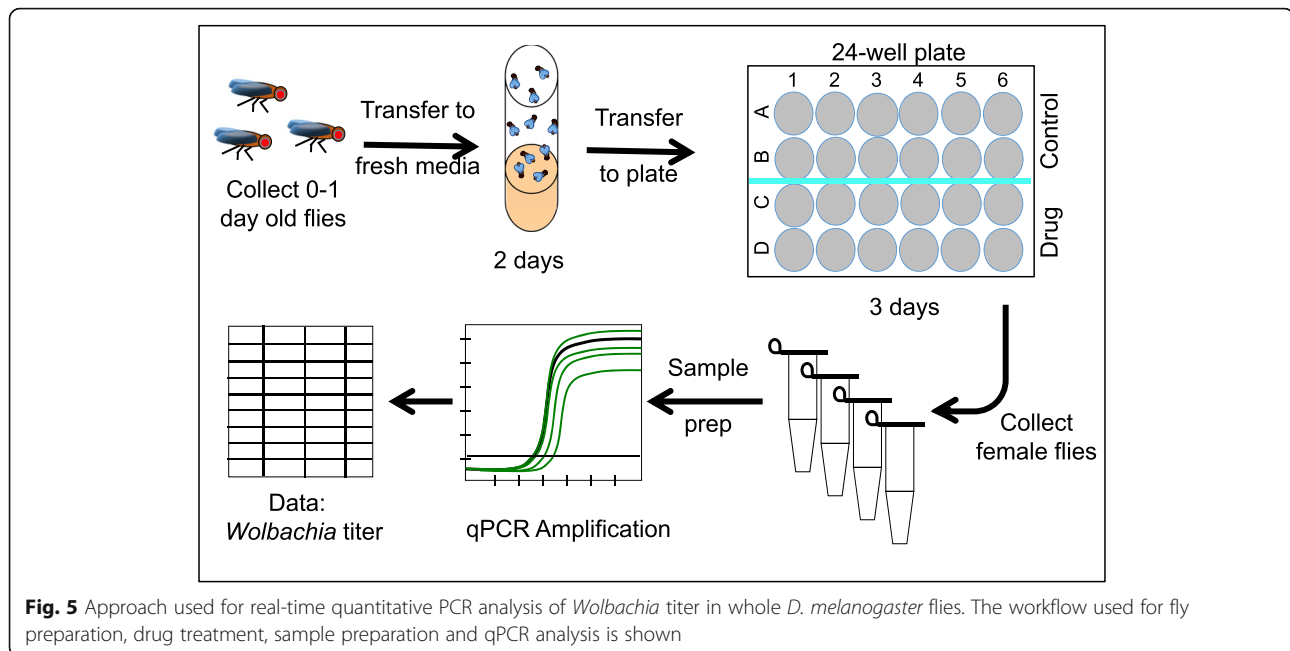 Collect 0-1
day old flies
Transfer to
fresh media
2 days
Transfer
to plate
24-well plate
1 2 3 4 5 6
A
B
C
D
Control
Drug
3 days
Collect
female flies
Sample
prep
qPCR Amplification
Data:
Wolbachia titer
Fig. 5 Approach used for real-time quantitative PCR analysis of Wolbachia titer in whole D. melanogaster flies. The workflow used for fly
preparation, drug treatment, sample preparation and qPCR analysis is shown